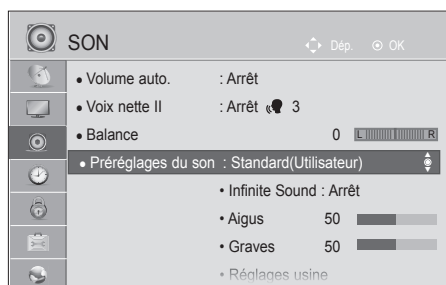 SON
Dép. OK
• Volume auto. : Arrêt
• Voix nette II : Arrêt 3
• Balance 0 L R
• Préréglages du son : Standard(Utilisateur)
• Infinite Sound : Arrêt
• Aigus 50
• Graves 50
• Réglages usine